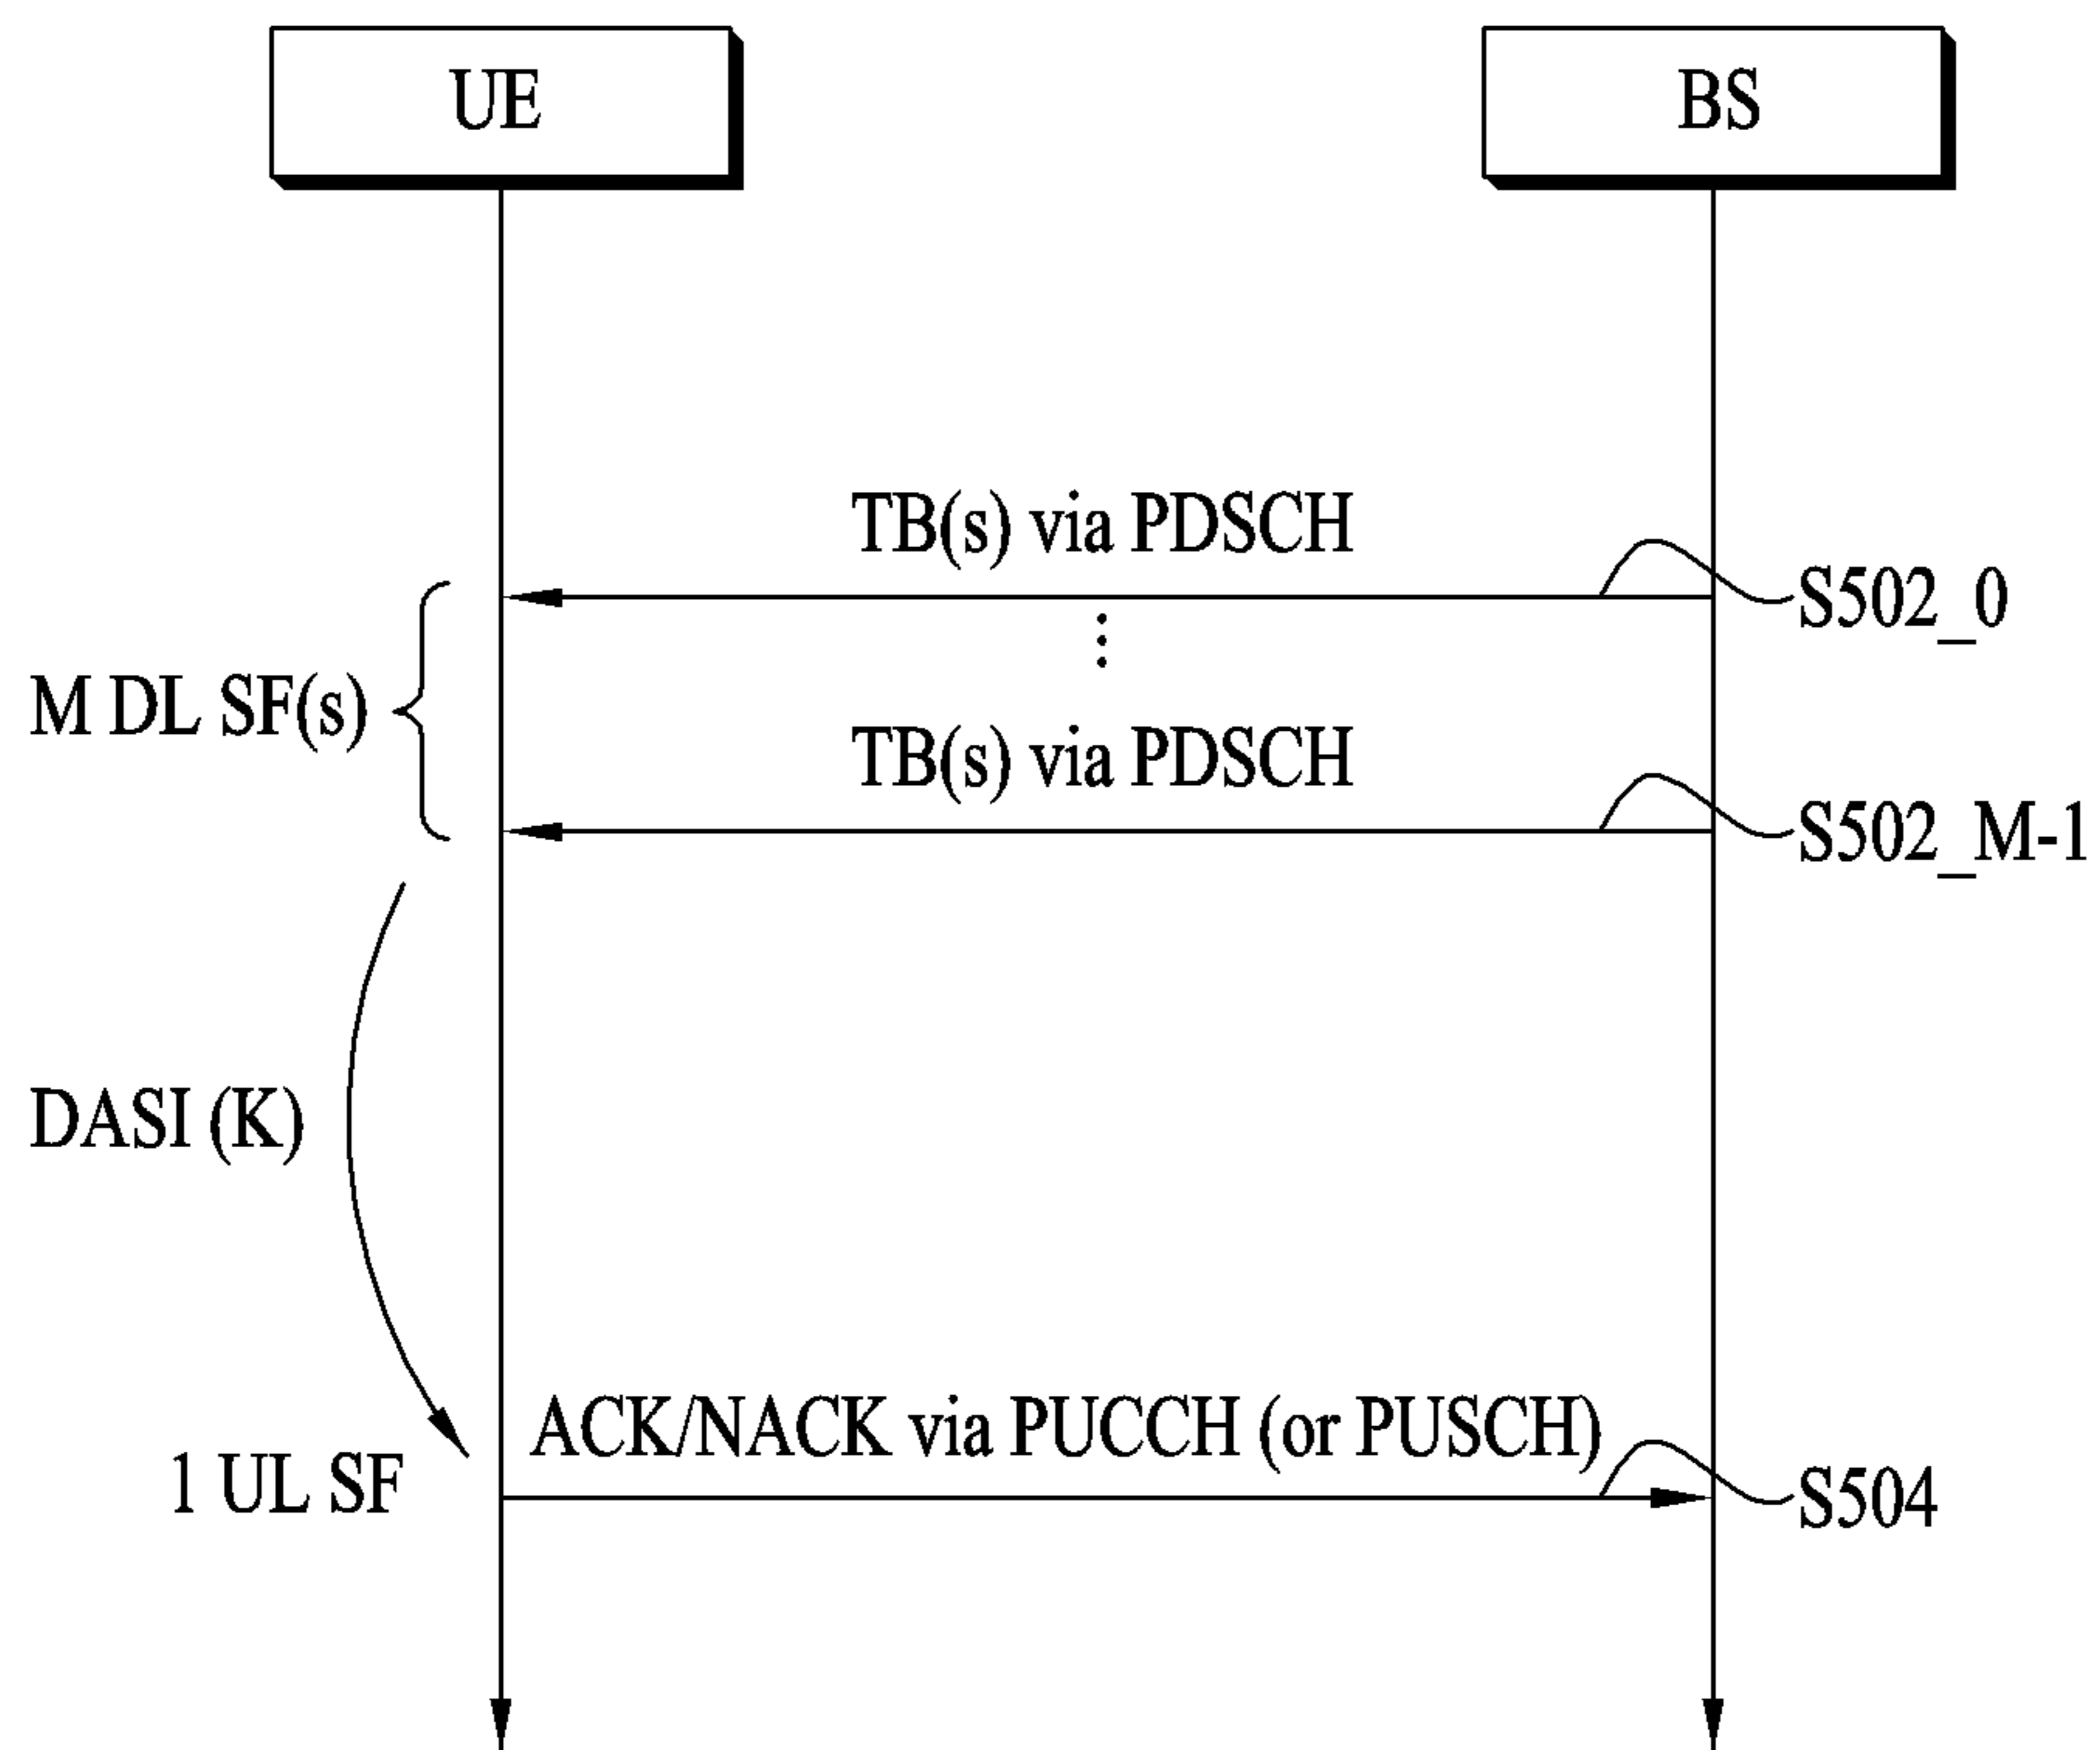 UE
BS
TB(s) via PDSCH
S502_0
M DL SF(s)
TB(s) via PDSCH
S502_M-1
DASI (K)
ACK/NACK via PUCCH (or PUSCH)
1 UL SF
S504